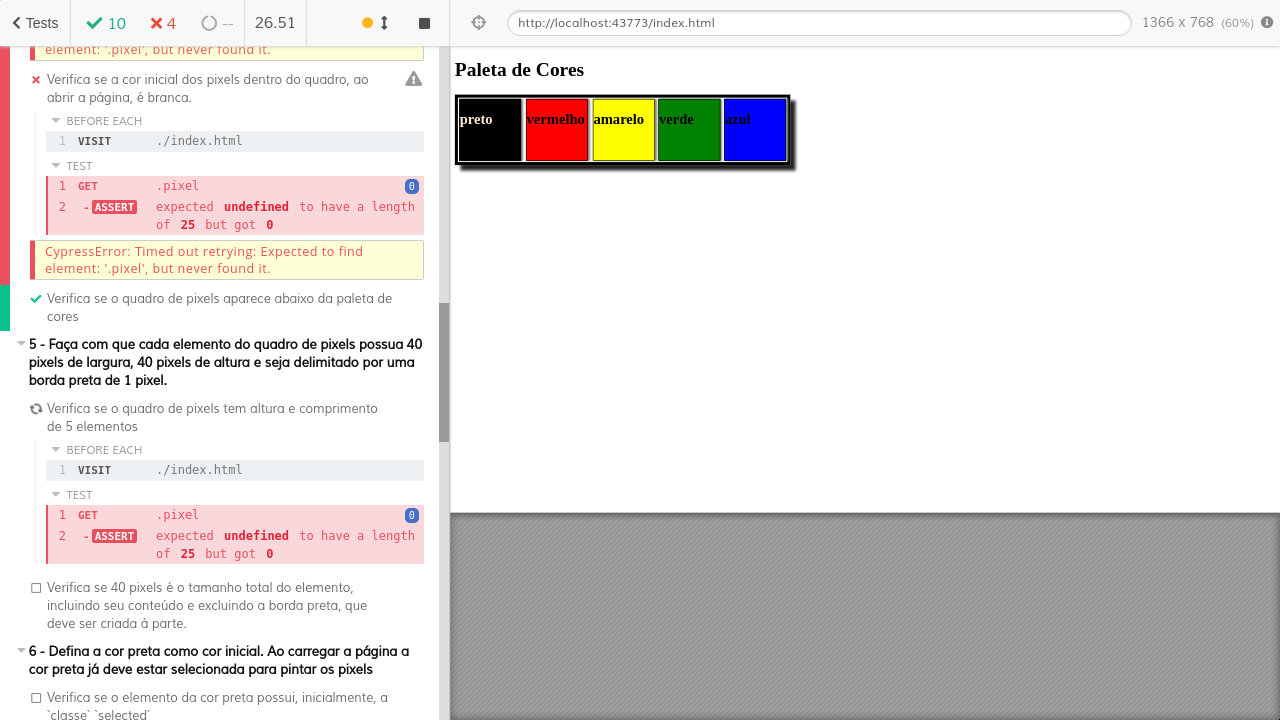 Tests
10
4
--
26.51
http://localhost:43773/index.html
1366 x 768 (60%)
element: '.pixel', but never found it.
Verifica se a cor inicial dos pixels dentro do quadro, ao
abrir a página, é branca.
BEFORE EACH
1 VISIT ./index.html
TEST
1 GET .pixel 0
2 -ASSERT expected undefined to have a length
of 25 but got 0
CypressError: Timed out retrying: Expected to find
element: '.pixel', but never found it.
Verifica se o quadro de pixels aparece abaixo da paleta de
cores
5 - Faça com que cada elemento do quadro de pixels possua 40
pixels de largura, 40 pixels de altura e seja delimitado por uma
borda preta de 1 pixel.
Verifica se o quadro de pixels tem altura e comprimento
de 5 elementos
BEFORE EACH
1 VISIT ./index.html
TEST
1 GET .pixel 0
2 -ASSERT expected undefined to have a length
of 25 but got 0
Verifica se 40 pixels é o tamanho total do elemento,
incluindo seu conteúdo e excluindo a borda preta, que
deve ser criada à parte.
6 - Defina a cor preta como cor inicial. Ao carregar a página a
cor preta já deve estar selecionada para pintar os pixels
Verifica se o elemento da cor preta possui, inicialmente, a
`classe` `selected`
Paleta de Cores
preto vermelho amarelo verde azul